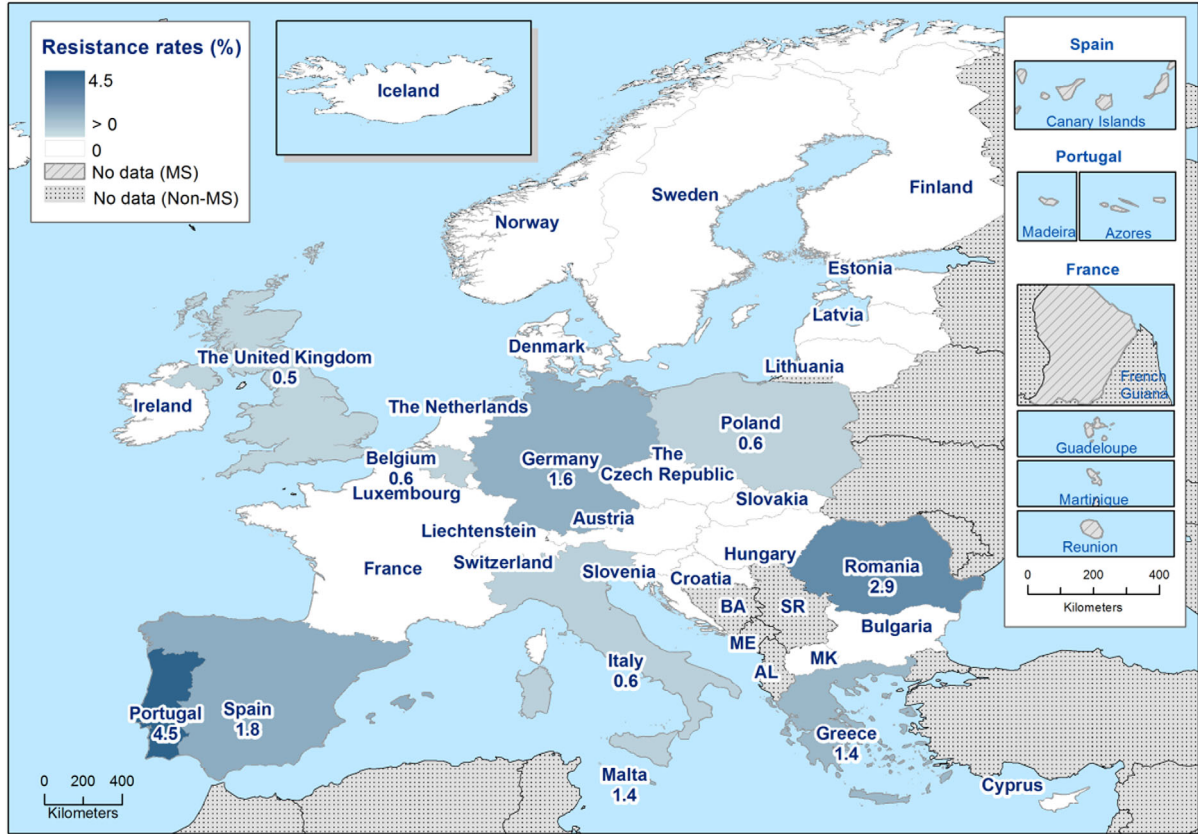 Resistance rates (%)
4.5
> 0
0
No data (MS)
No data (Non-MS)
Iceland
Norway
Sweden
Finland
Estonia
Latvia
Lithuania
Denmark
The United Kingdom
0.5
Ireland
The Netherlands
Belgium
0.6
Luxembourg
Germany
1.6
Poland
0.6
The
Czech Republic
Slovakia
Austria
Liechtenstein
Switzerland
France
Slovenia
Hungary
Croatia
Romania
2.9
BA
SR
Bulgaria
ME
MK
AL
Italy
0.6
Portugal
4.5
Spain
1.8
Greece
1.4
Malta
1.4
Cyprus
0 200 400
Kilometers
Spain
Canary Islands
Portugal
Madeira
Azores
France
French
Guiana
Guadeloupe
Martinique
Reunion
0 200 400
Kilometers